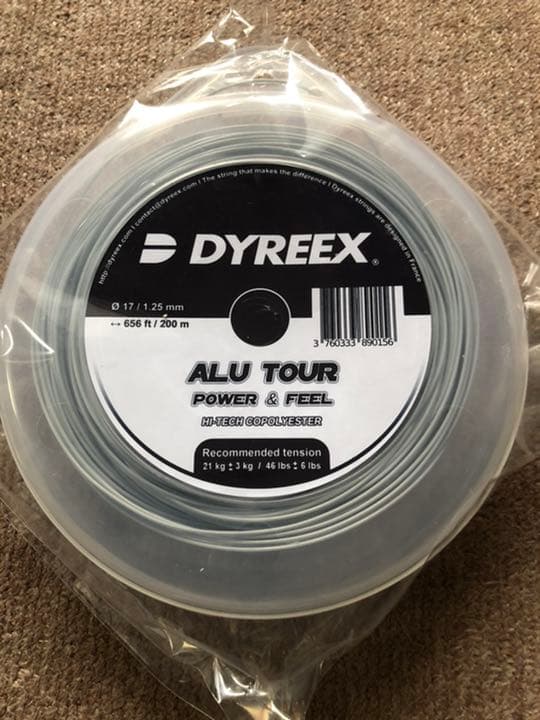 http://dyreex.com | contact@dyreex.com | The string that makes the difference | Dyreex strings are designed in France
DYREEX®
Ø 17 / 1.25 mm
↔ 656 ft / 200 m
3 760333 890156
ALU TOUR
POWER & FEEL
HI-TECH COPOLYESTER
Recommended tension
21 kg ± 3 kg / 46 lbs ± 6 lbs